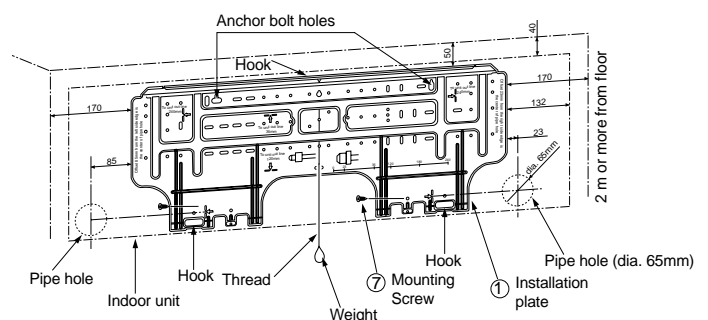 Anchor bolt holes
40
50
Hook
170
170
132
2 m or more from floor
23
85
dia. 65mm
Pipe hole
Hook
Thread
Hook
Pipe hole (dia. 65mm)
Indoor unit
⑦ Mounting
Screw
① Installation
plate
Weight